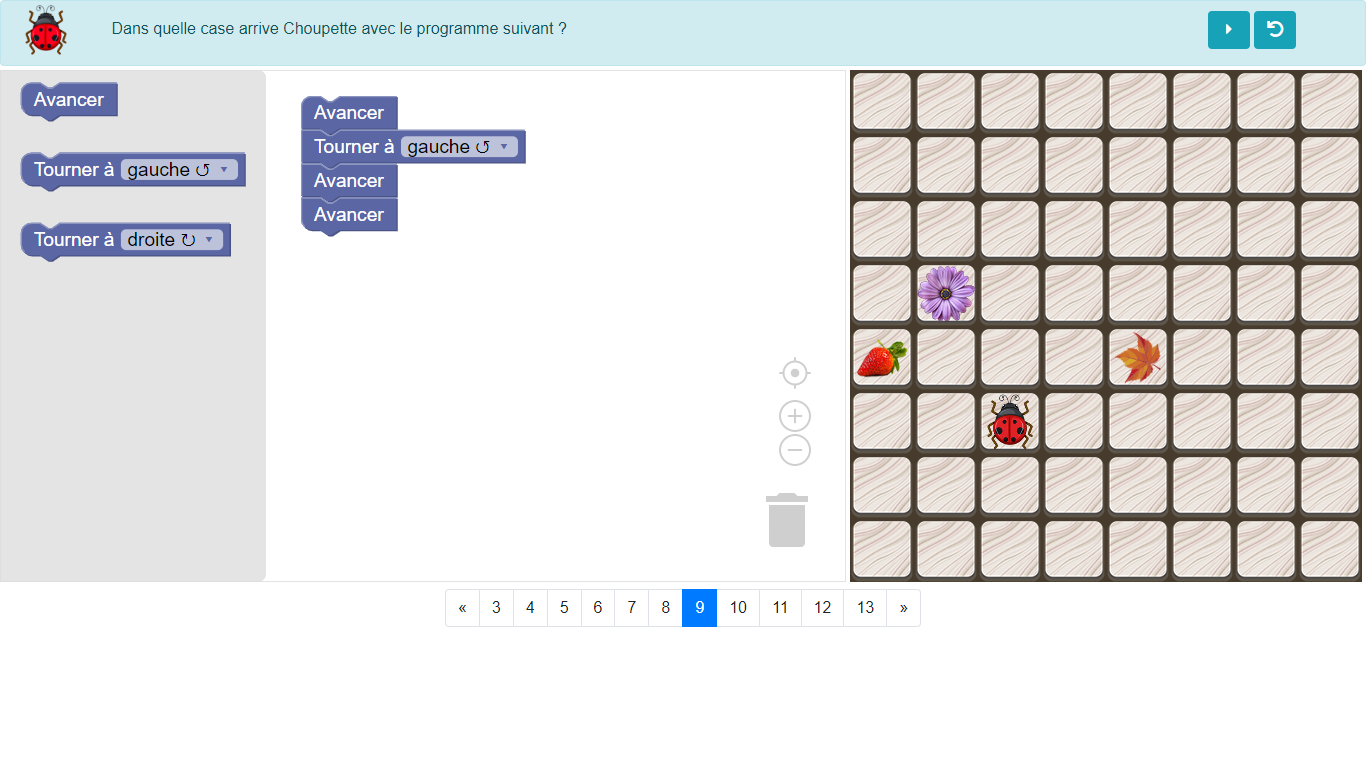 Dans quelle case arrive Choupette avec le programme suivant ?
Avancer
Tourner à gauche ↺ ▾
Tourner à droite ↻ ▾
Avancer
Tourner à gauche ↺ ▾
Avancer
Avancer
« 3 4 5 6 7 8 9 10 11 12 13 »